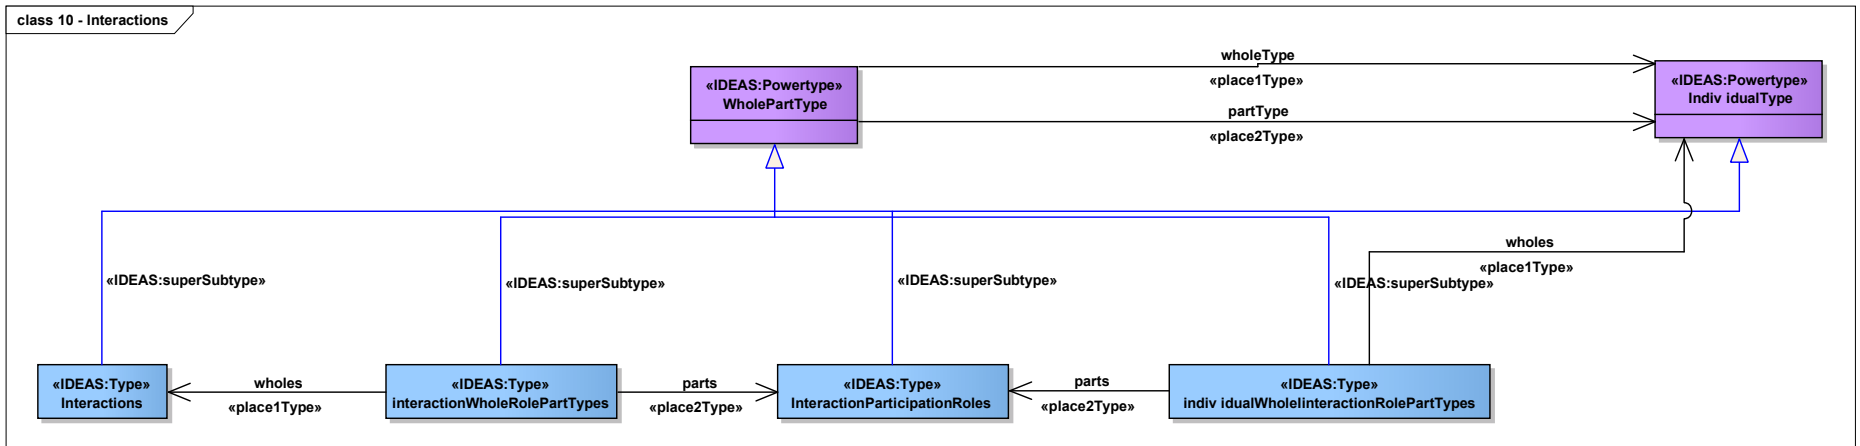 class 10 - Interactions
wholeType
«place1Type»
partType
«place2Type»
«IDEAS:Powertype»
WholePartType
«IDEAS:Powertype»
Indiv idualType
wholes
«place1Type»
«IDEAS:superSubtype»
«IDEAS:superSubtype»
«IDEAS:superSubtype»
«IDEAS:superSubtype»
«IDEAS:Type»
Interactions
wholes
«place1Type»
«IDEAS:Type»
interactionWholeRolePartTypes
parts
«place2Type»
«IDEAS:Type»
InteractionParticipationRoles
parts
«place2Type»
«IDEAS:Type»
indiv idualWholeIinteractionRolePartTypes